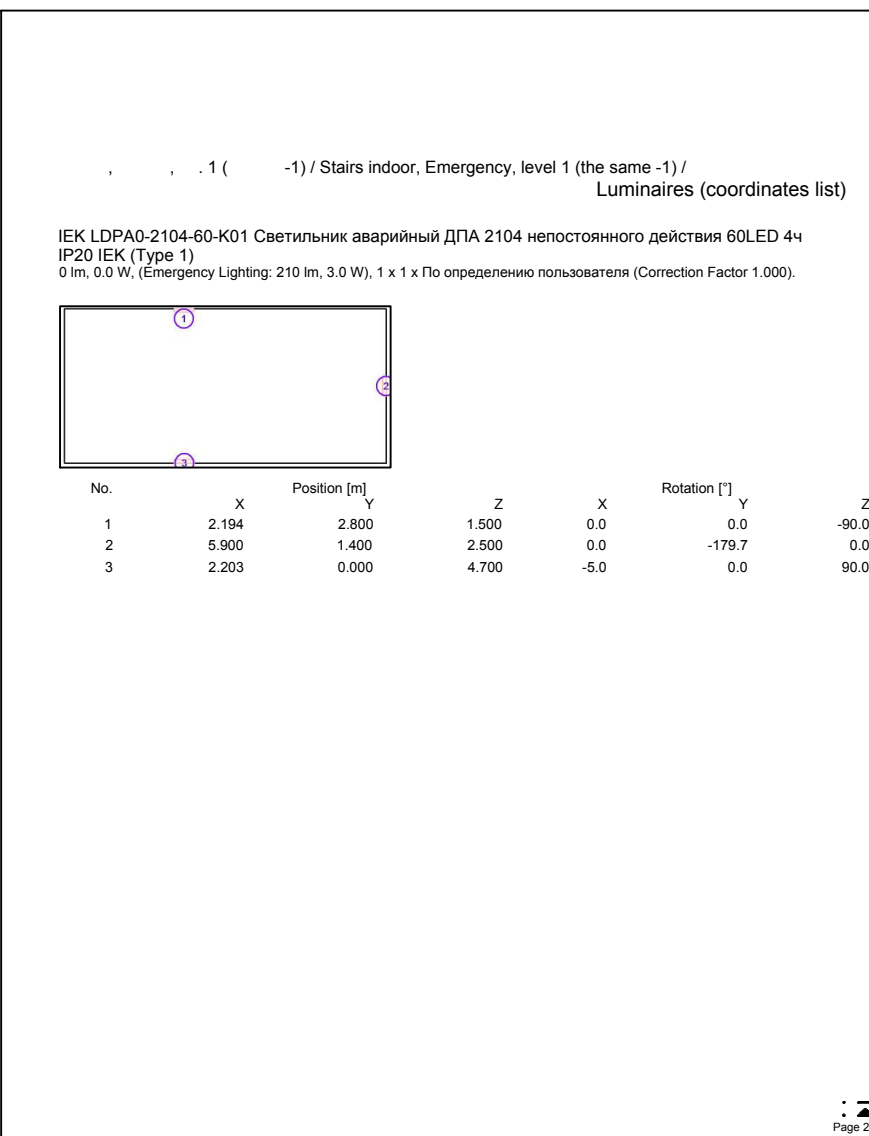 , , . 1 ( -1) / Stairs indoor, Emergency, level 1 (the same -1) /
Luminaires (coordinates list)
IEK LDPA0-2104-60-K01 Светильник аварийный ДПА 2104 непостоянного действия 60LED 4ч
IP20 IEK (Type 1)
0 lm, 0.0 W, (Emergency Lighting: 210 lm, 3.0 W), 1 x 1 x По определению пользователя (Correction Factor 1.000).
1
2
3
No. Position [m] Rotation [°]
X Y Z X Y Z
1 2.194 2.800 1.500 0.0 0.0 -90.0
2 5.900 1.400 2.500 0.0 -179.7 0.0
3 2.203 0.000 4.700 -5.0 0.0 90.0
Page 2